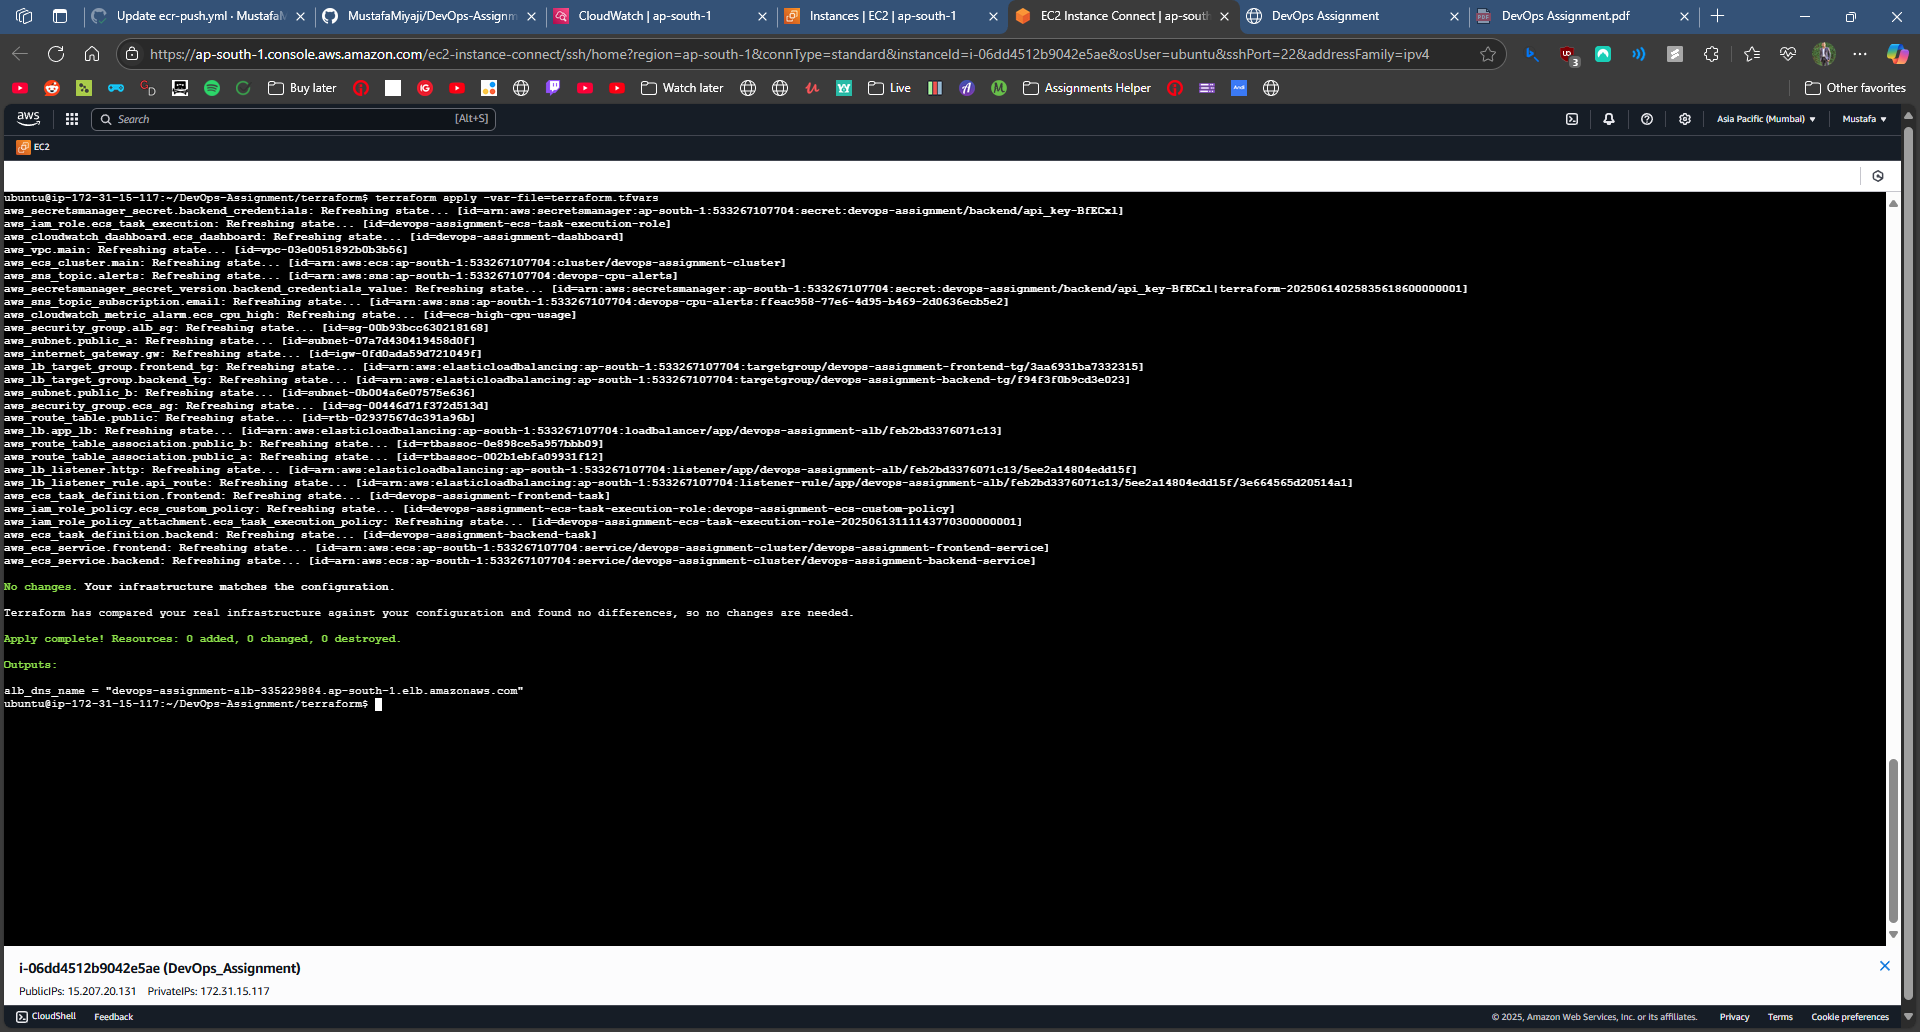 Update ecr-push.yml · MustafaM
MustafaMiyaji/DevOps-Assignm
CloudWatch | ap-south-1
Instances | EC2 | ap-south-1
EC2 Instance Connect | ap-south
DevOps Assignment
DevOps Assignment.pdf
https://ap-south-1.console.aws.amazon.com/ec2-instance-connect/ssh/home?region=ap-south-1&connType=standard&instanceId=i-06dd4512b9042e5ae&osUser=ubuntu&sshPort=22&addressFamily=ipv4
3
Buy later
Watch later
Live
Assignments Helper
Other favorites
aws
Search
[Alt+S]
Asia Pacific (Mumbai)
Mustafa
EC2
ubuntu@ip-172-31-15-117:~/DevOps-Assignment/terraform$ terraform apply -var-file=terraform.tfvars
aws_secretsmanager_secret.backend_credentials: Refreshing state... [id=arn:aws:secretsmanager:ap-south-1:533267107704:secret:devops-assignment/backend/api_key-BfECxl]
aws_iam_role.ecs_task_execution: Refreshing state... [id=devops-assignment-ecs-task-execution-role]
aws_cloudwatch_dashboard.ecs_dashboard: Refreshing state... [id=devops-assignment-dashboard]
aws_vpc.main: Refreshing state... [id=vpc-03e0051892b0b3b56]
aws_ecs_cluster.main: Refreshing state... [id=arn:aws:ecs:ap-south-1:533267107704:cluster/devops-assignment-cluster]
aws_sns_topic.alerts: Refreshing state... [id=arn:aws:sns:ap-south-1:533267107704:devops-cpu-alerts]
aws_secretsmanager_secret_version.backend_credentials_value: Refreshing state... [id=arn:aws:secretsmanager:ap-south-1:533267107704:secret:devops-assignment/backend/api_key-BfECxl|terraform-20250614025835618600000001]
aws_sns_topic_subscription.email: Refreshing state... [id=arn:aws:sns:ap-south-1:533267107704:devops-cpu-alerts:ffeac958-77e6-4d95-b469-2d0636ecb5e2]
aws_cloudwatch_metric_alarm.ecs_cpu_high: Refreshing state... [id=ecs-high-cpu-usage]
aws_security_group.alb_sg: Refreshing state... [id=sg-00b93bcc630218168]
aws_subnet.public_a: Refreshing state... [id=subnet-07a7d430419458d0f]
aws_internet_gateway.gw: Refreshing state... [id=igw-0fd0ada59d721049f]
aws_lb_target_group.frontend_tg: Refreshing state... [id=arn:aws:elasticloadbalancing:ap-south-1:533267107704:targetgroup/devops-assignment-frontend-tg/3aa6931ba7332315]
aws_lb_target_group.backend_tg: Refreshing state... [id=arn:aws:elasticloadbalancing:ap-south-1:533267107704:targetgroup/devops-assignment-backend-tg/f94f3f0b9cd3e023]
aws_subnet.public_b: Refreshing state... [id=subnet-0b004a6e07575e636]
aws_security_group.ecs_sg: Refreshing state... [id=sg-00446d71f372d513d]
aws_route_table.public: Refreshing state... [id=rtb-02937567dc391a96b]
aws_lb.app_lb: Refreshing state... [id=arn:aws:elasticloadbalancing:ap-south-1:533267107704:loadbalancer/app/devops-assignment-alb/feb2bd3376071c13]
aws_route_table_association.public_b: Refreshing state... [id=rtbassoc-0e898ce5a957bbb09]
aws_route_table_association.public_a: Refreshing state... [id=rtbassoc-002b1ebfa09931f12]
aws_lb_listener.http: Refreshing state... [id=arn:aws:elasticloadbalancing:ap-south-1:533267107704:listener/app/devops-assignment-alb/feb2bd3376071c13/5ee2a14804edd15f]
aws_lb_listener_rule.api_route: Refreshing state... [id=arn:aws:elasticloadbalancing:ap-south-1:533267107704:listener-rule/app/devops-assignment-alb/feb2bd3376071c13/5ee2a14804edd15f/3e664565d20514a1]
aws_ecs_task_definition.frontend: Refreshing state... [id=devops-assignment-frontend-task]
aws_iam_role_policy.ecs_custom_policy: Refreshing state... [id=devops-assignment-ecs-task-execution-role:devops-assignment-ecs-custom-policy]
aws_iam_role_policy_attachment.ecs_task_execution_policy: Refreshing state... [id=devops-assignment-ecs-task-execution-role-20250613111143770300000001]
aws_ecs_task_definition.backend: Refreshing state... [id=devops-assignment-backend-task]
aws_ecs_service.frontend: Refreshing state... [id=arn:aws:ecs:ap-south-1:533267107704:service/devops-assignment-cluster/devops-assignment-frontend-service]
aws_ecs_service.backend: Refreshing state... [id=arn:aws:ecs:ap-south-1:533267107704:service/devops-assignment-cluster/devops-assignment-backend-service]
No changes. Your infrastructure matches the configuration.
Terraform has compared your real infrastructure against your configuration and found no differences, so no changes are needed.
Apply complete! Resources: 0 added, 0 changed, 0 destroyed.
Outputs:
alb_dns_name = "devops-assignment-alb-335229884.ap-south-1.elb.amazonaws.com"
ubuntu@ip-172-31-15-117:~/DevOps-Assignment/terraform$
i-06dd4512b9042e5ae (DevOps_Assignment)
PublicIPs: 15.207.20.131 PrivateIPs: 172.31.15.117
CloudShell
Feedback
© 2025, Amazon Web Services, Inc. or its affiliates.
Privacy
Terms
Cookie preferences